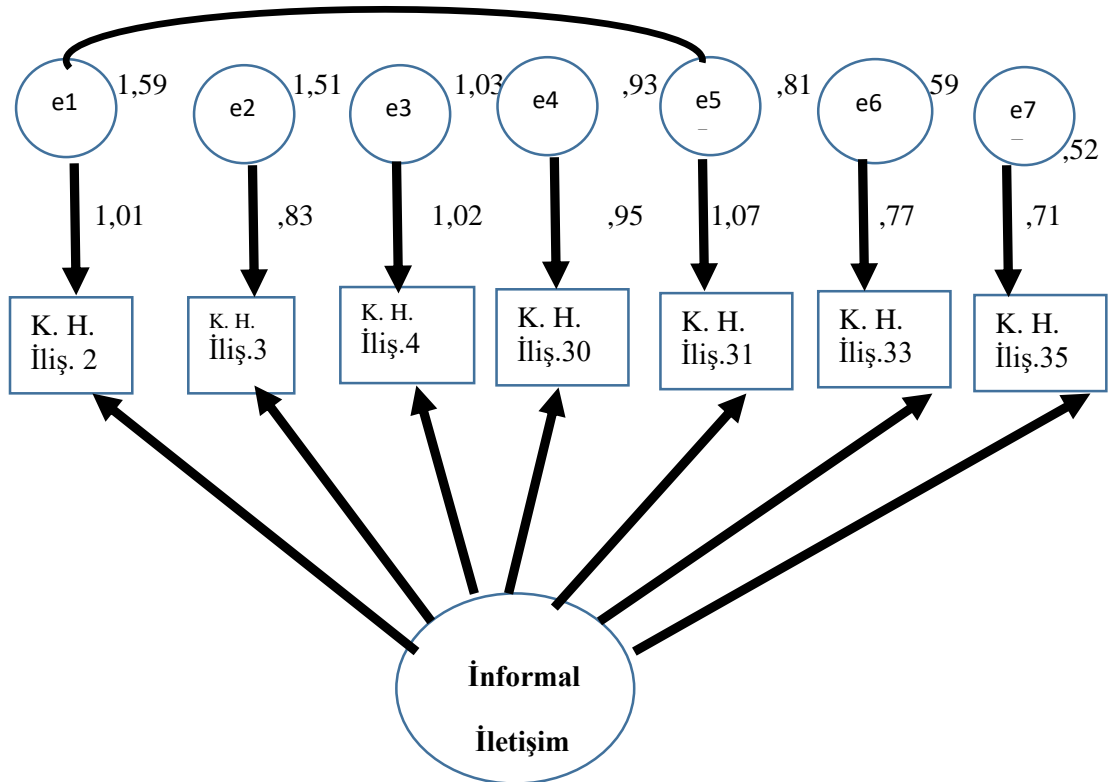 e1 1,59
e2 1,51
e3 1,03
e4 ,93
e5 ,81
e6 59
e7 ,52
1,01
,83
1,02
,95
1,07
,77
,71
K. H.
İliş. 2
K. H.
İliş.3
K. H.
İliş.4
K. H.
İliş.30
K. H.
İliş.31
K. H.
İliş.33
K. H.
İliş.35
İnformal
İletişim